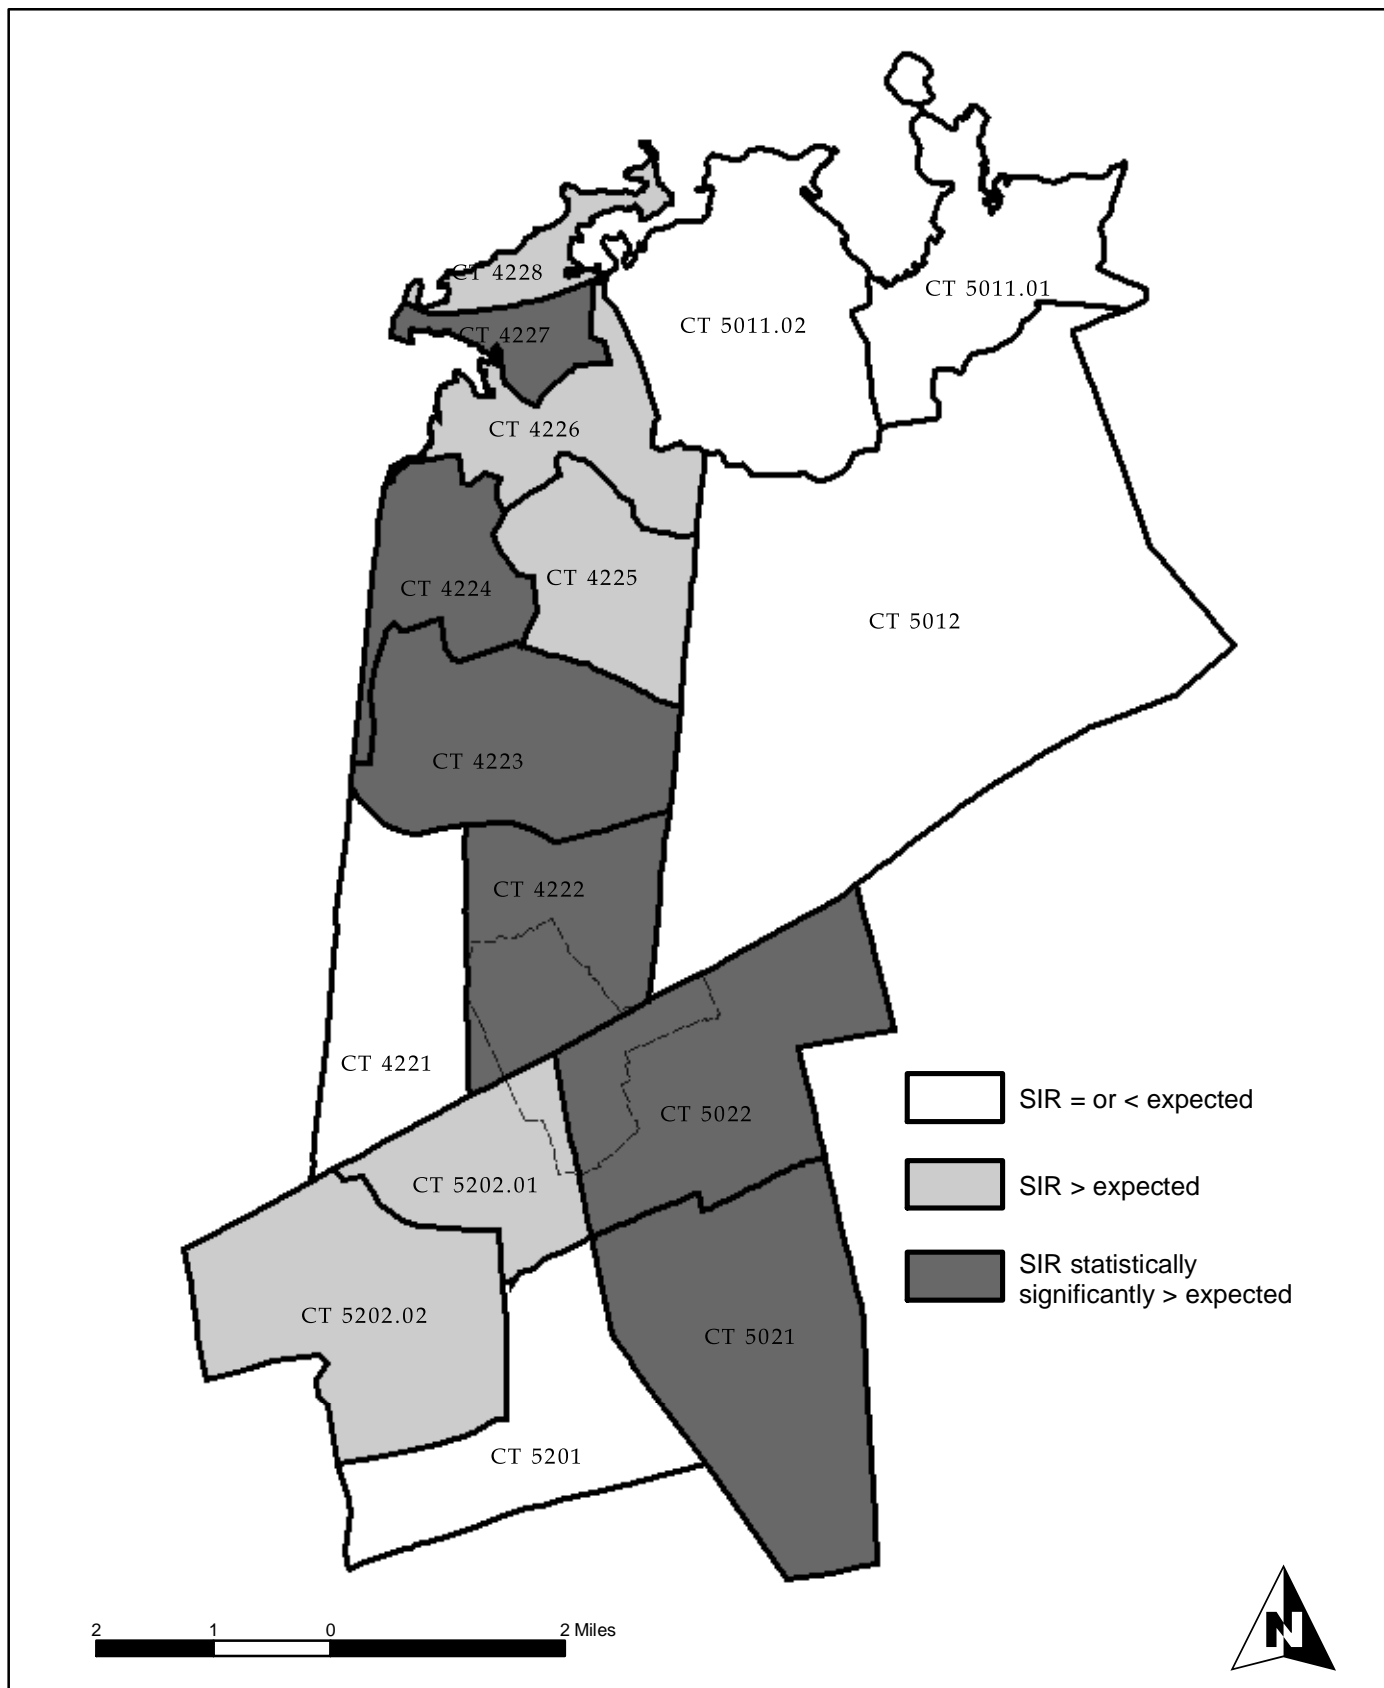 CT 4228
CT 5011.01
CT 5011.02
CT 4227
CT 4226
CT 4225
CT 4224
CT 5012
CT 4223
CT 4222
CT 4221
SIR = or < expected
CT 5022
CT 5202.01
SIR > expected
SIR statistically
significantly > expected
CT 5202.02
CT 5021
CT 5201
2 1 0 2 Miles
N